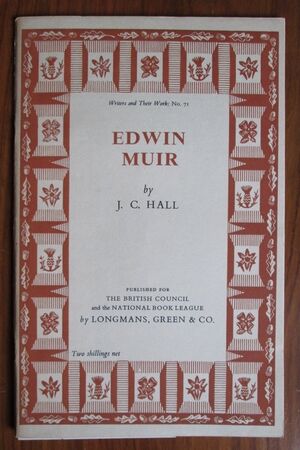 Writers and Their Work: No. 71
EDWIN
MUIR
by
J. C. HALL
PUBLISHED FOR
THE BRITISH COUNCIL
and the NATIONAL BOOK LEAGUE
by LONGMANS, GREEN & CO.
Two shillings net